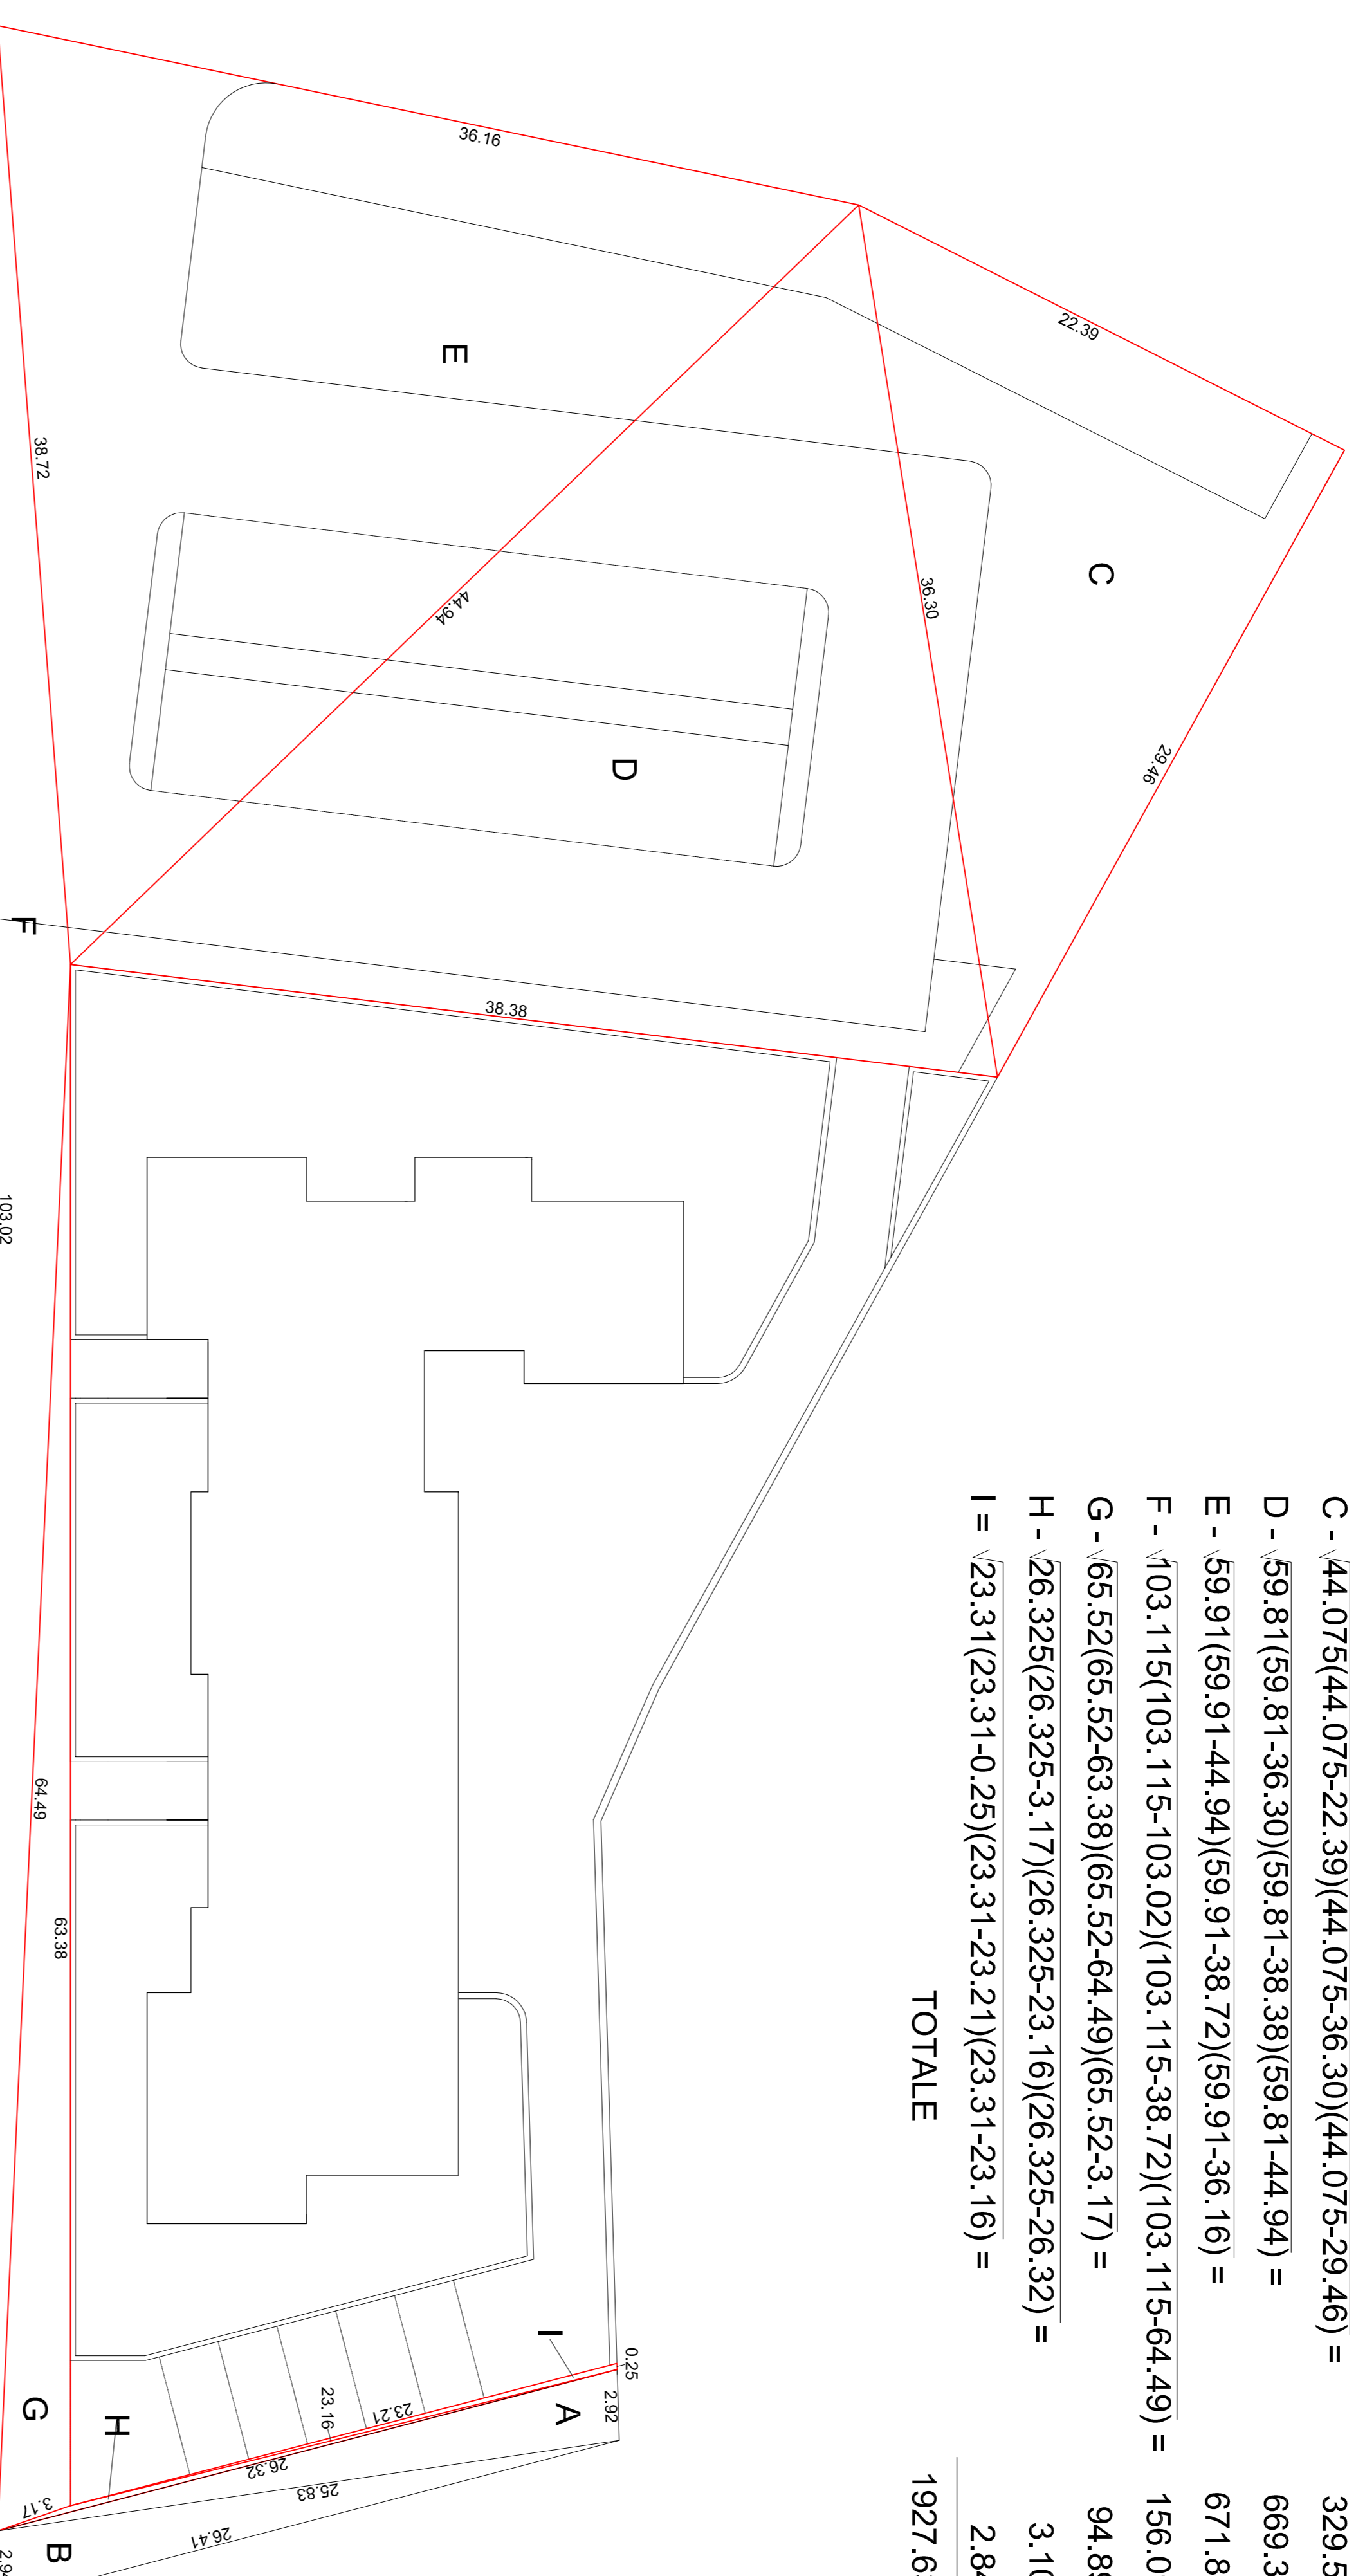 C - √44.075(44.075-22.39)(44.075-36.30)(44.075-29.46) = 329.5
D - √59.81(59.81-36.30)(59.81-38.38)(59.81-44.94) = 669.3
E - √59.91(59.91-44.94)(59.91-38.72)(59.91-36.16) = 671.8
F - √103.115(103.115-103.02)(103.115-38.72)(103.115-64.49) = 156.0
G - √65.52(65.52-63.38)(65.52-64.49)(65.52-3.17) = 94.89
H - √26.325(26.325-3.17)(26.325-23.16)(26.325-26.32) = 3.10
I = √23.31(23.31-0.25)(23.31-23.21)(23.31-23.16) = 2.84
TOTALE 1927.6
22.39
C
29.46
36.30
36.16
E
44.94
D
38.38
38.72
F
103.02
64.49
63.38
0.25
2.92
I
A
23.21
23.16
26.32
25.83
26.41
H
G
3.17
B
2.94